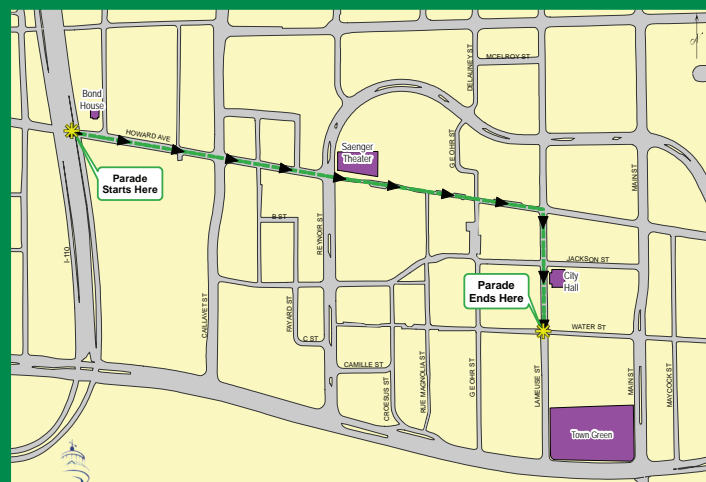 N
MCELROY ST
DELAUNEY ST
Bond
House
HOWARD AVE
Saenger
Theater
G E OHR ST
MAIN ST
Parade
Starts Here
B ST
REYNOIR ST
I-110
JACKSON ST
City
Hall
Parade
Ends Here
CAILLAVET ST
FAYARD ST
C ST
WATER ST
CAMILLE ST
CROESUS ST
RUE MAGNOLIA ST
G E OHR ST
LAMEUSE ST
MAIN ST
MAYCOCK ST
Town Green